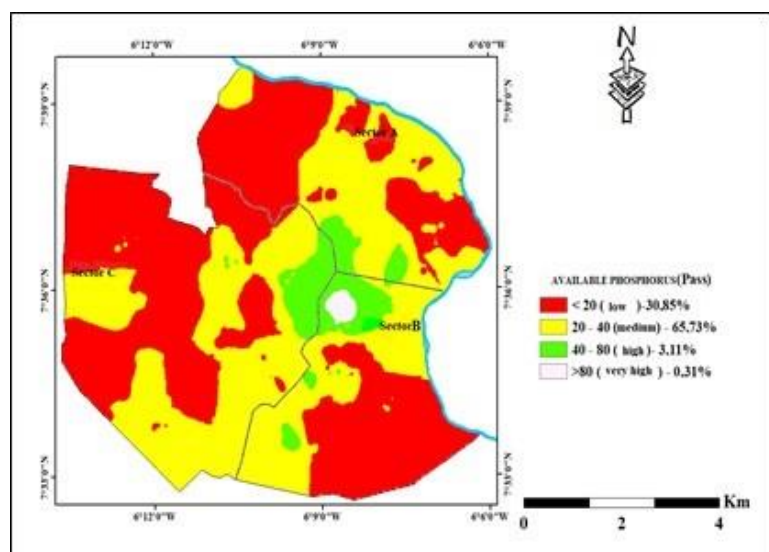 6°12'0"W 6°9'0"W 6°6'0"W
N
7°39'0"N 7°39'0"N
Sector A
Sector C
AVAILABLE PHOSPHORUS(Pass)
7°36'0"N 7°36'0"N
< 20 ( low )-30.85%
20 - 40 (medium) - 65.73%
SectorB
40 - 80 ( high) - 3.11%
>80 ( very high) - 0.31%
7°33'0"N 7°33'0"N
Km
6°12'0"W 6°9'0"W 6°6'0"W
0 2 4